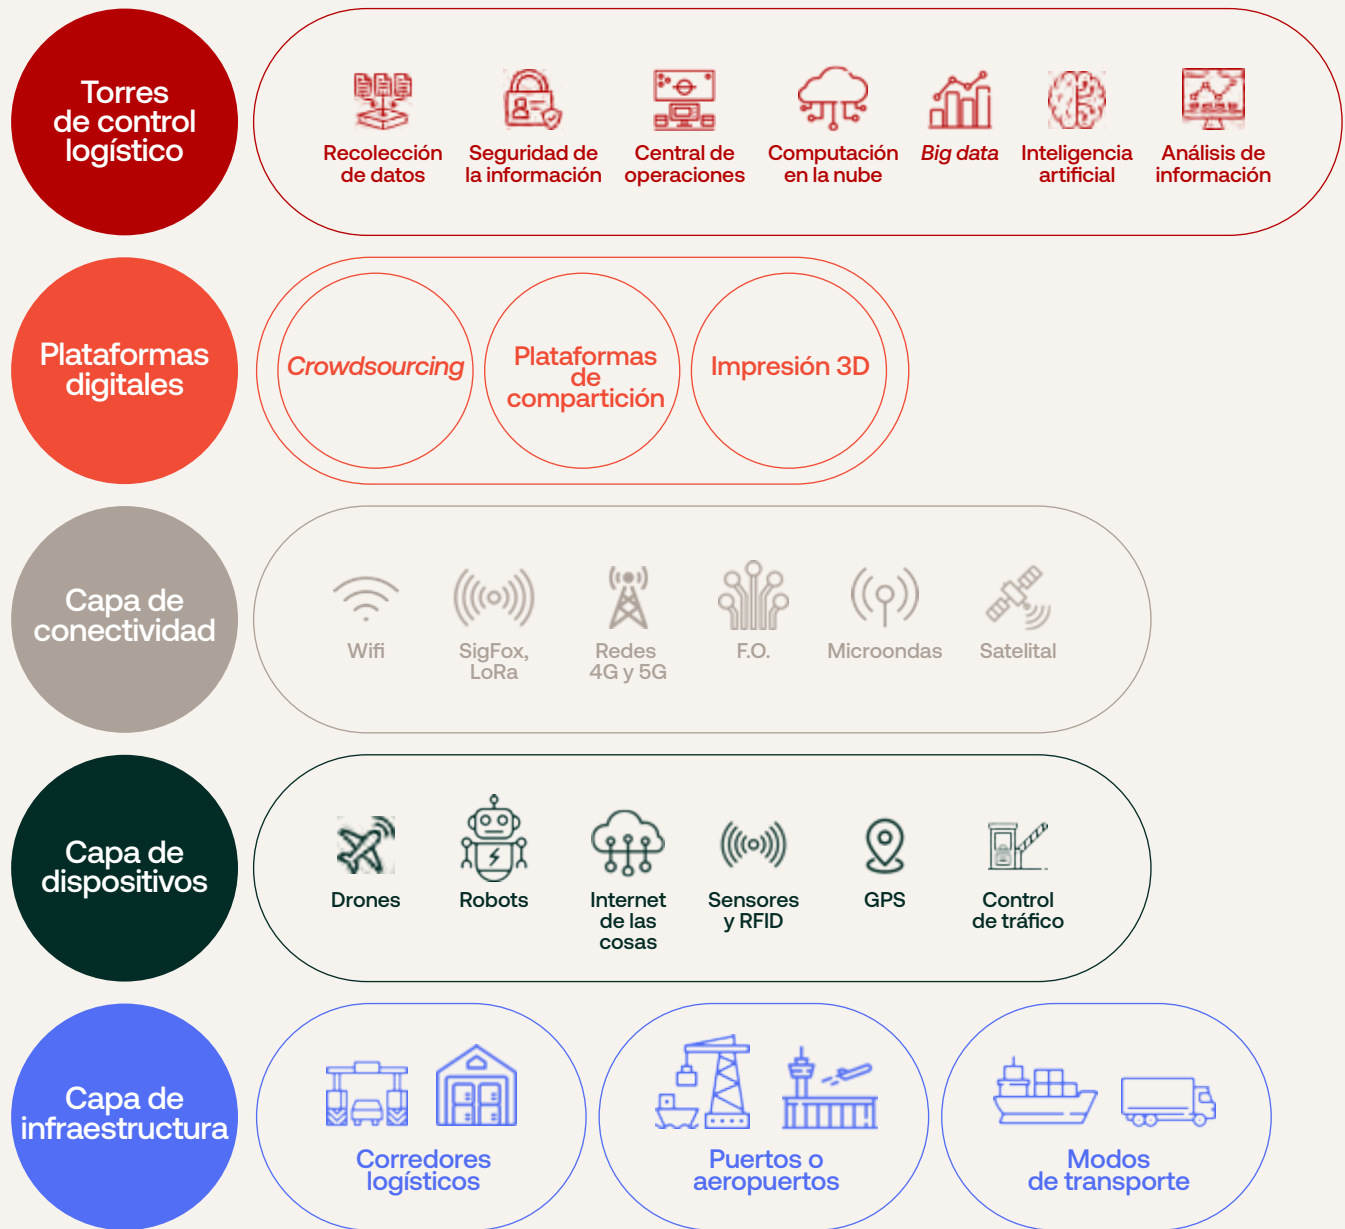 Torres
de control
logístico
Recolección
de datos
Seguridad de
la información
Central de
operaciones
Computación
en la nube
Big data
Inteligencia
artificial
Análisis de
información
Plataformas
digitales
Crowdsourcing
Plataformas
de
compartición
Impresión 3D
Capa de
conectividad
Wifi
SigFox,
LoRa
Redes
4G y 5G
F.O.
Microondas
Satelital
Capa de
dispositivos
Drones
Robots
Internet
de las
cosas
Sensores
y RFID
GPS
Control
de tráfico
Capa de
infraestructura
Corredores
logísticos
Puertos o
aeropuertos
Modos
de transporte